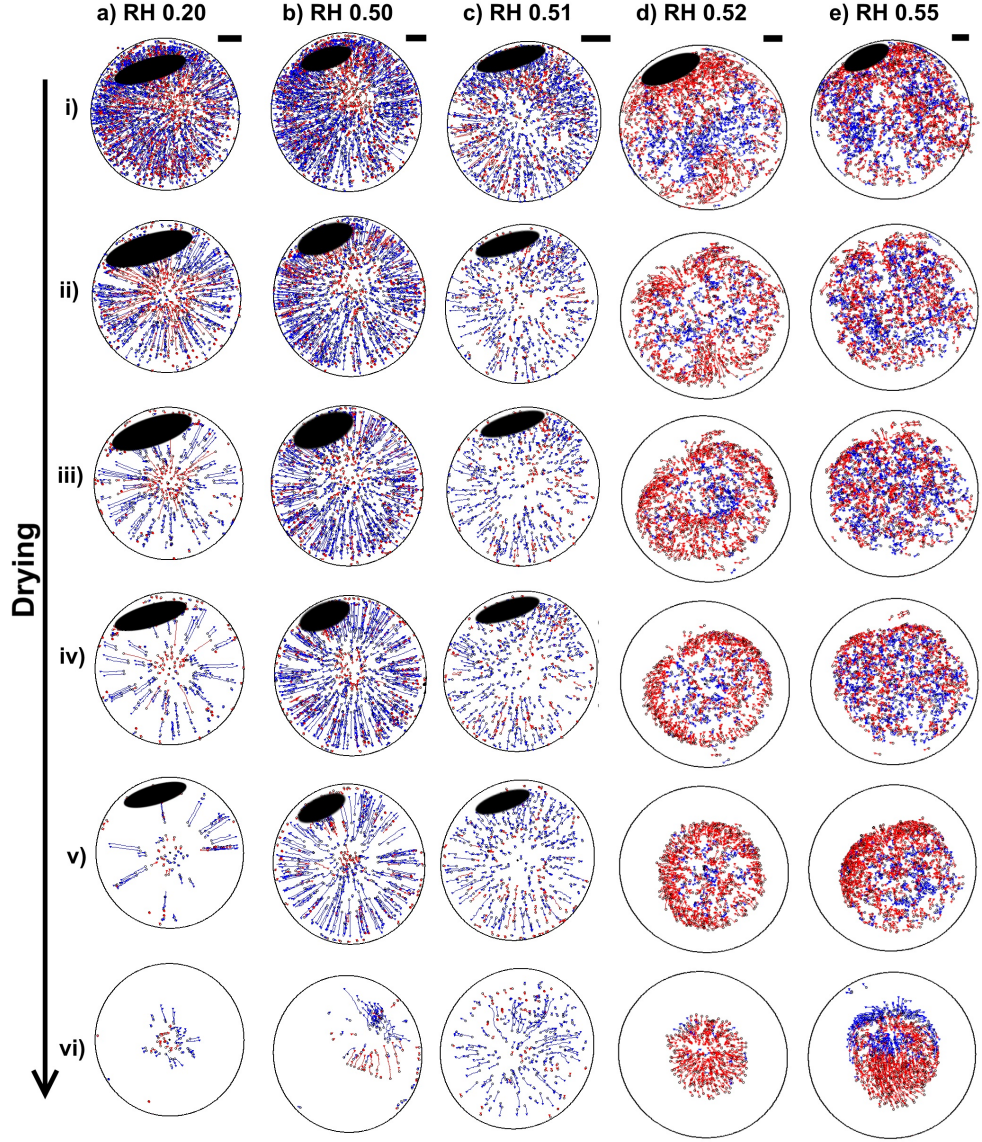 a) RH 0.20 b) RH 0.50 c) RH 0.51 d) RH 0.52 e) RH 0.55
i)
ii)
iii)
iv)
v)
vi)
Drying